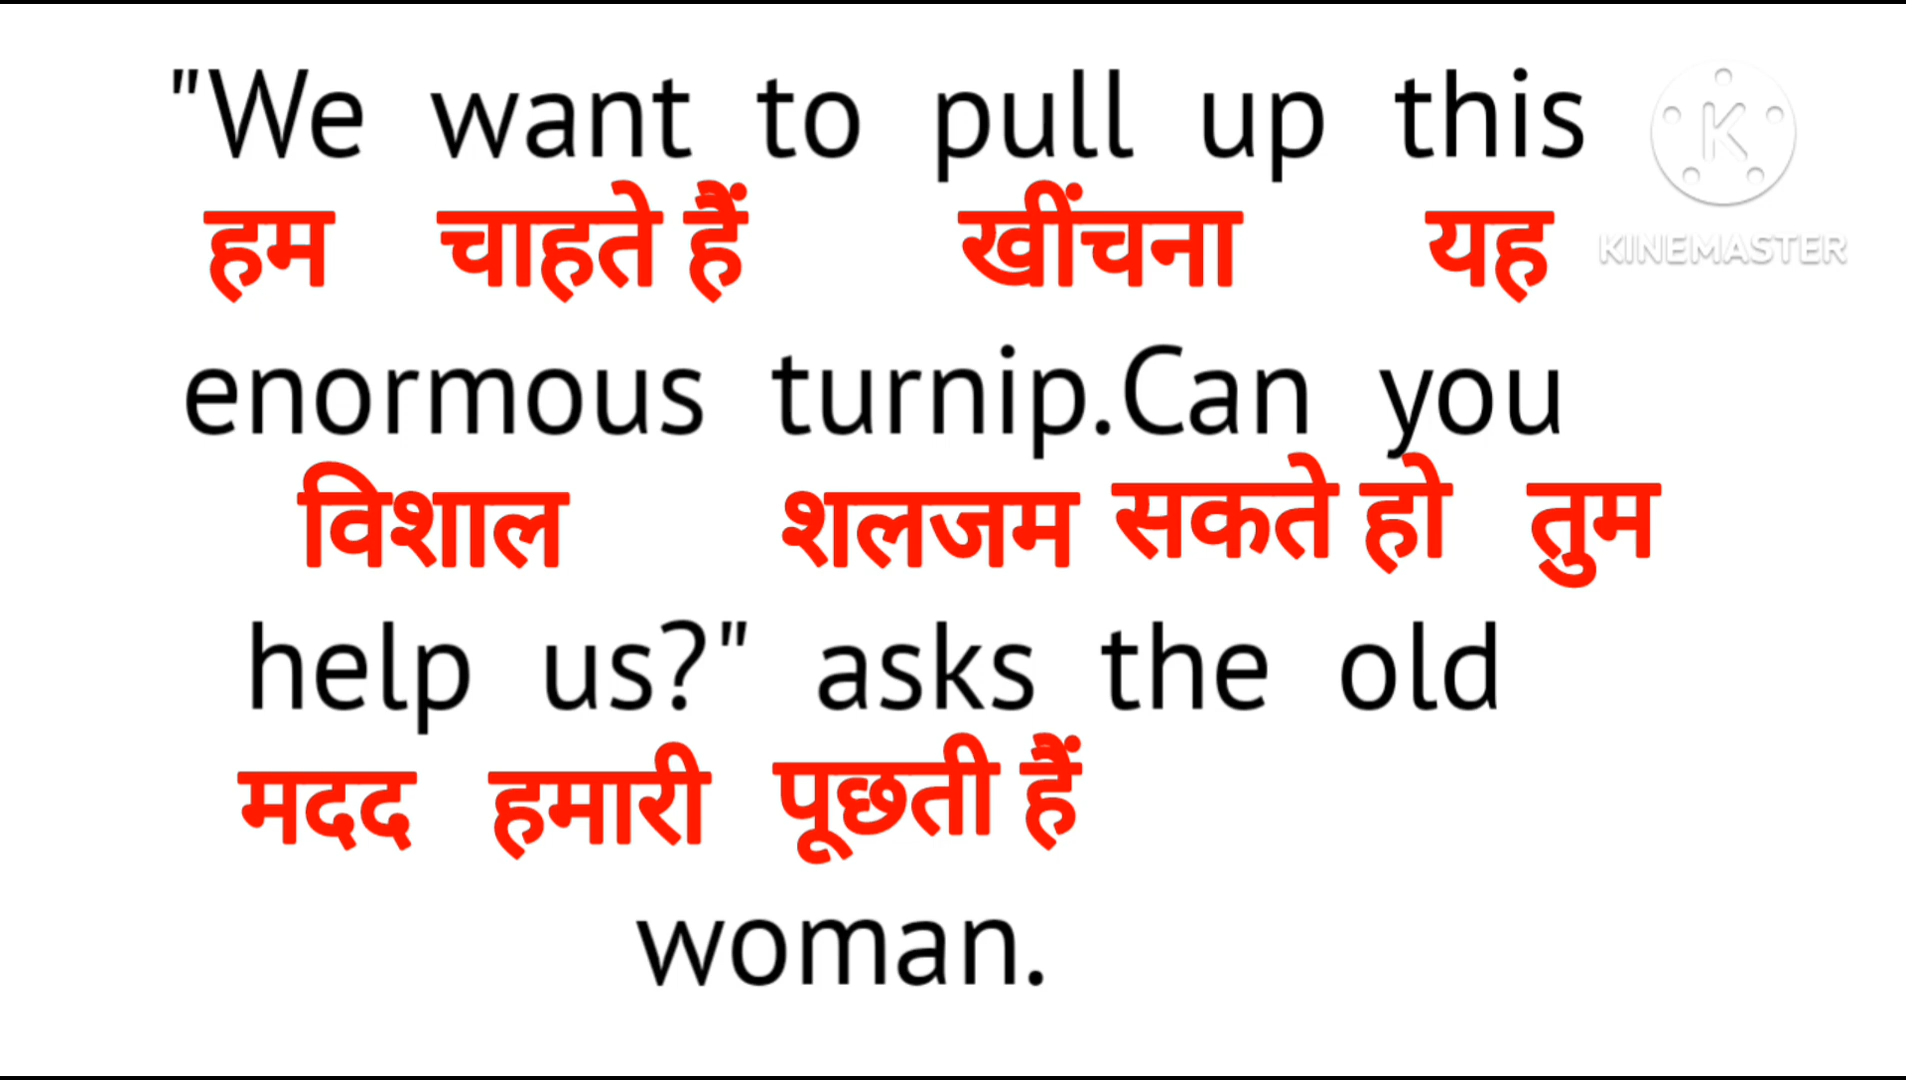 "We want to pull up this
हम चाहते हैं खींचना यह
KINEMASTER
enormous turnip.Can you
विशाल शलजम सकते हो तुम
help us?" asks the old
मदद हमारी पूछती हैं
woman.